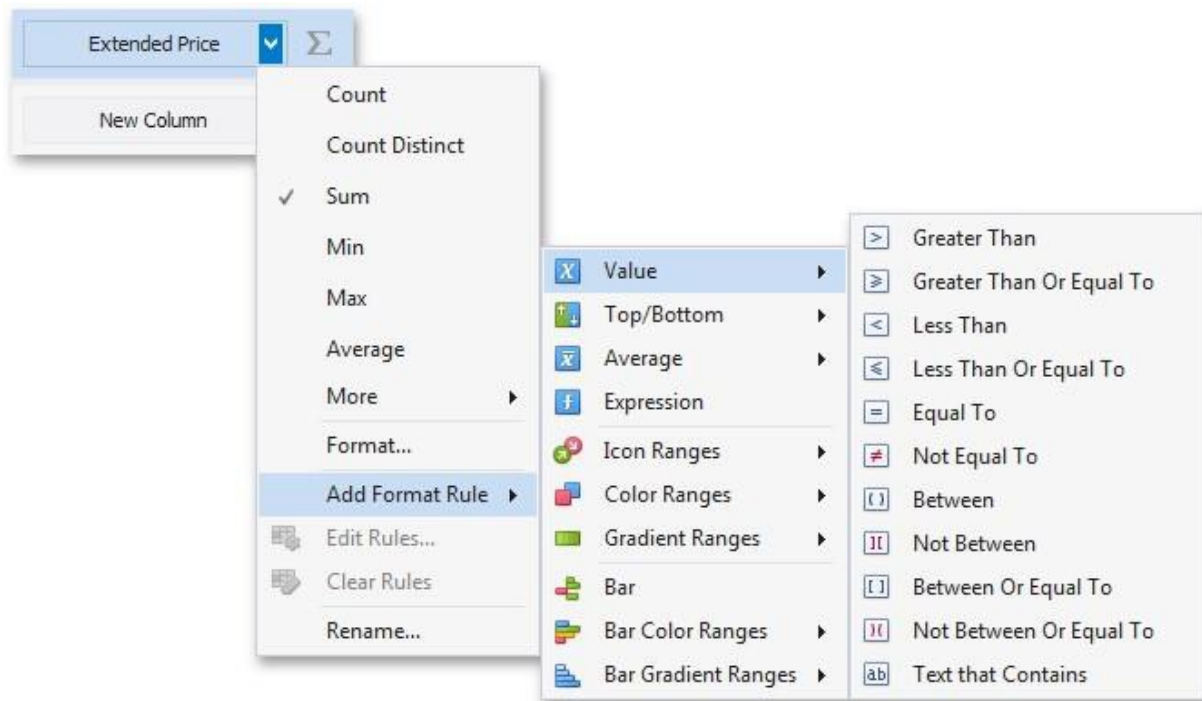 Extended Price
Σ
New Column
Count
Count Distinct
Sum
Min
Max
Average
More
Format...
Add Format Rule
Edit Rules...
Clear Rules
Rename...
Value
Top/Bottom
Average
Expression
Icon Ranges
Color Ranges
Gradient Ranges
Bar
Bar Color Ranges
Bar Gradient Ranges
Greater Than
Greater Than Or Equal To
Less Than
Less Than Or Equal To
Equal To
Not Equal To
Between
Not Between
Between Or Equal To
Not Between Or Equal To
ab Text that Contains